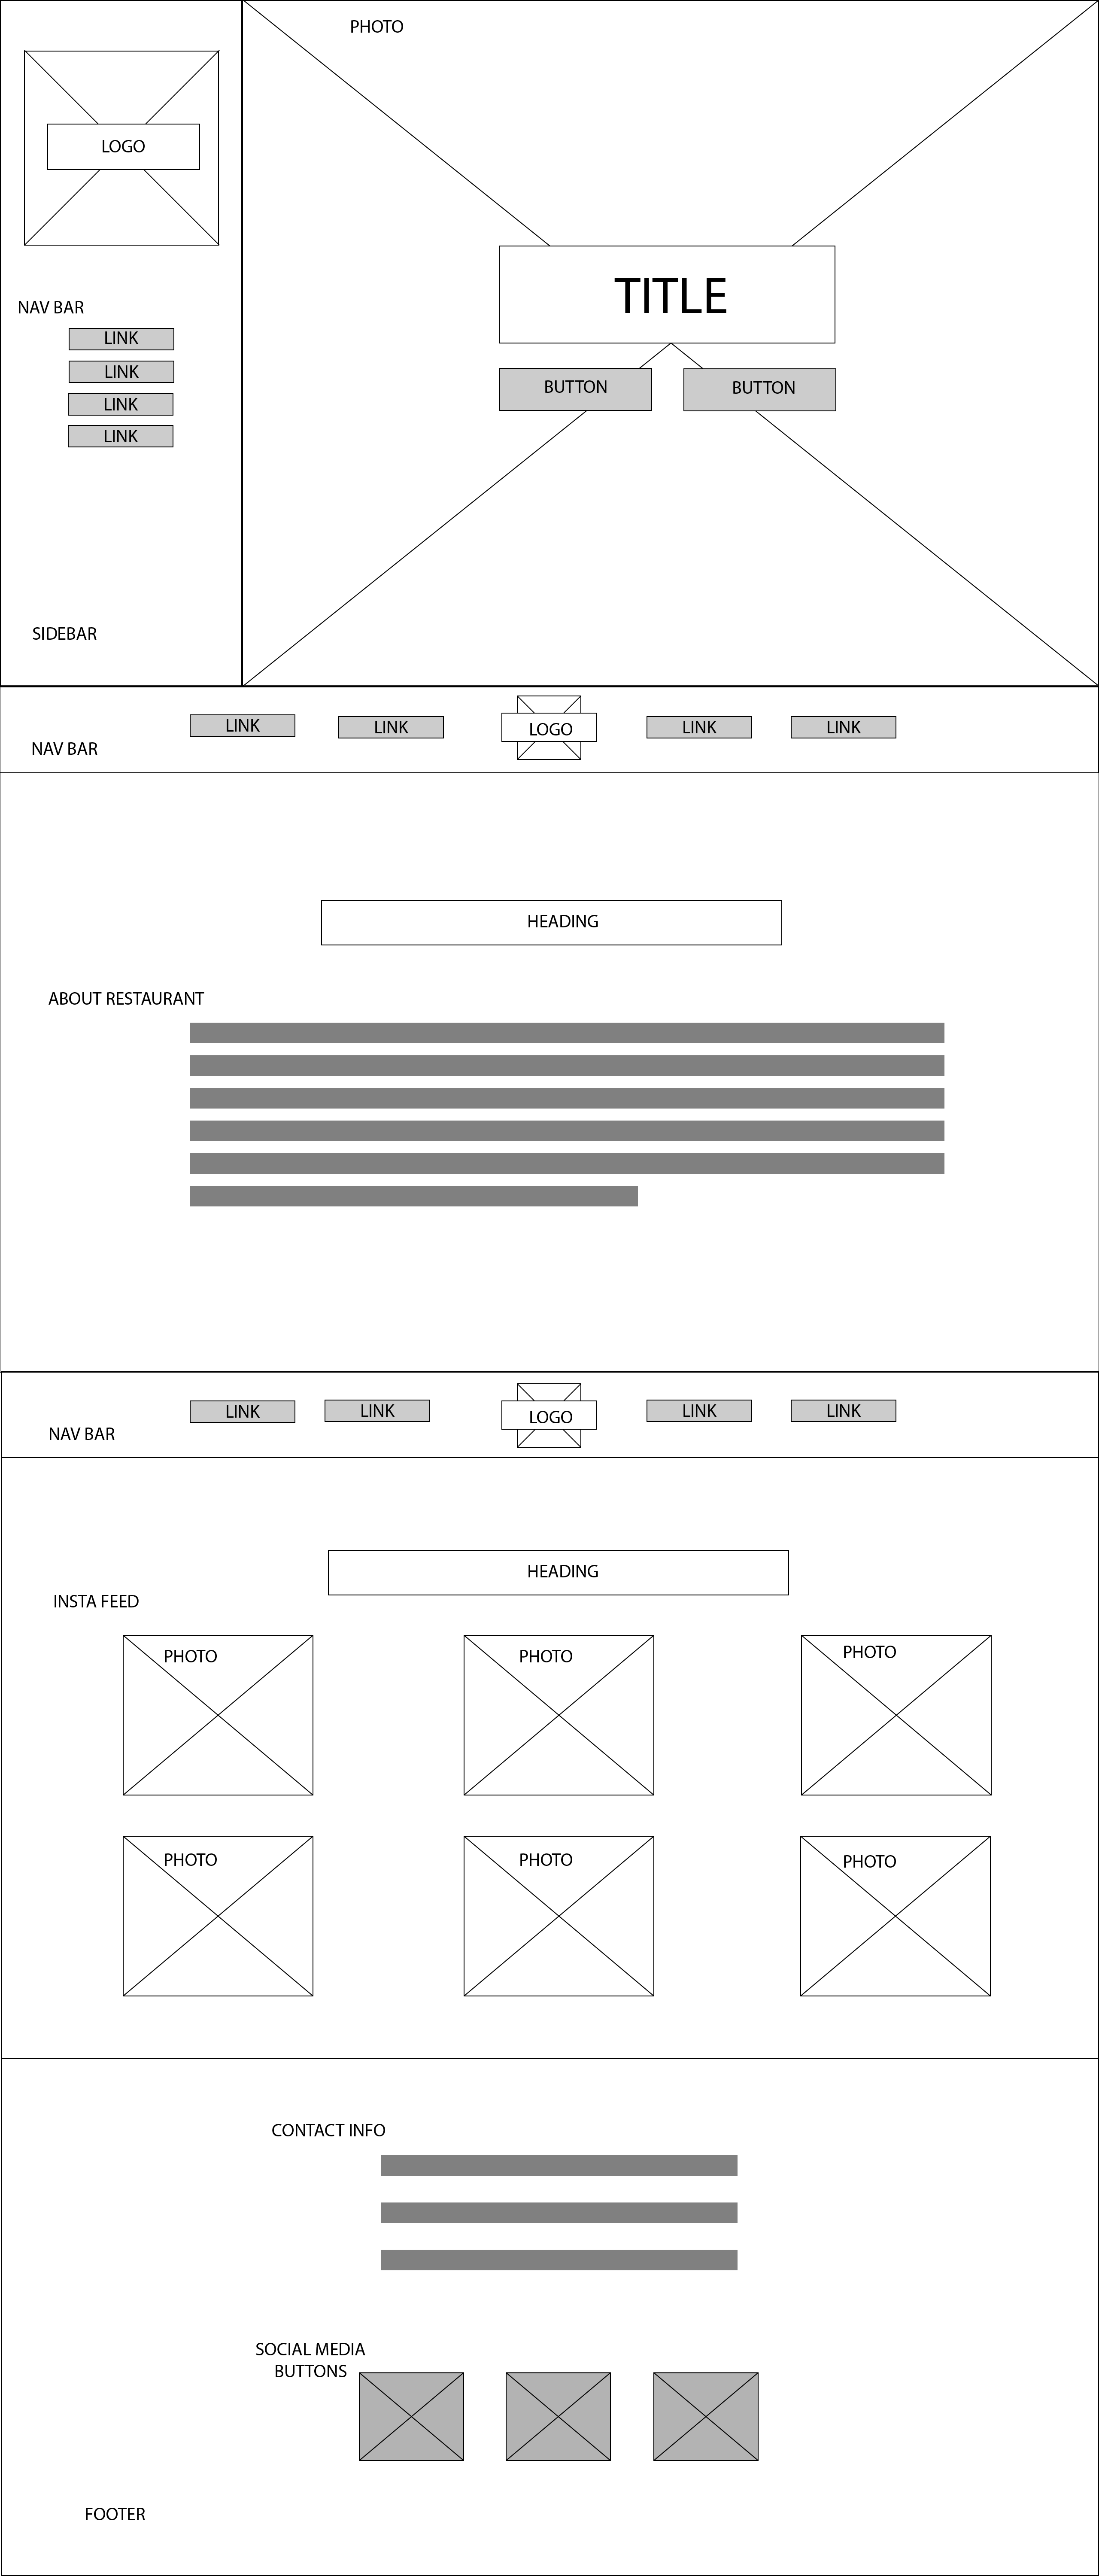 PHOTO
LOGO
NAV BAR
LINK
LINK
LINK
LINK
SIDEBAR
TITLE
BUTTON
BUTTON
NAV BAR
LINK
LINK
LOGO
LINK
LINK
HEADING
ABOUT RESTAURANT
NAV BAR
LINK
LINK
LOGO
LINK
LINK
HEADING
INSTA FEED
PHOTO
PHOTO
PHOTO
PHOTO
PHOTO
PHOTO
CONTACT INFO
SOCIAL MEDIA
BUTTONS
FOOTER